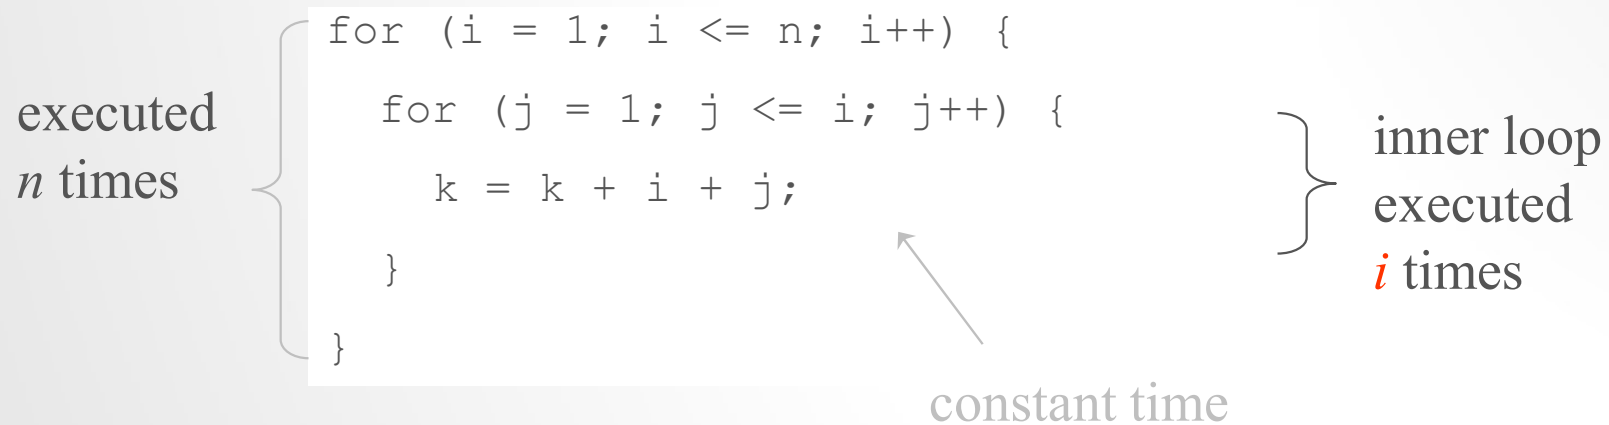 for (i = 1; i <= n; i++) {
executed
n times
for (j = 1; j <= i; j++) {
k = k + i + j;
}
}
inner loop
executed
i times
constant time